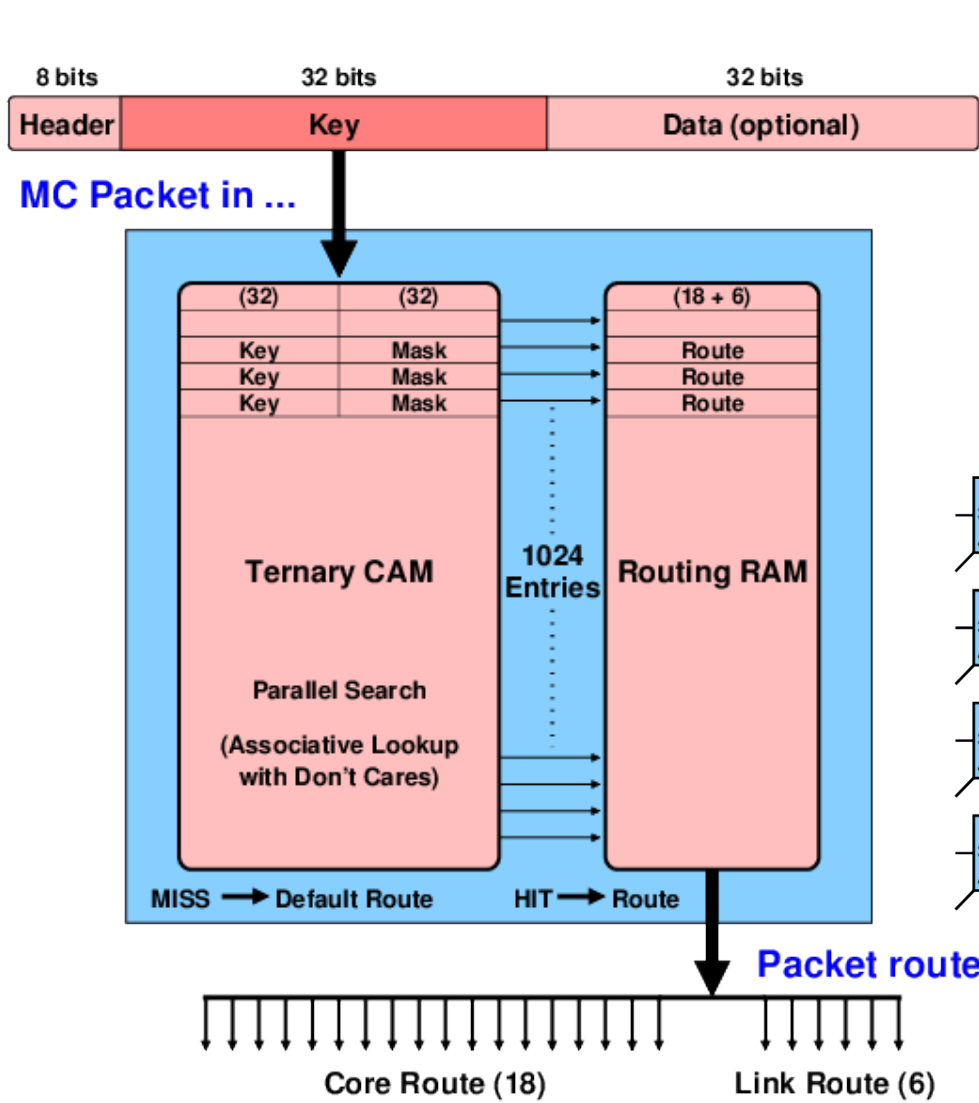 8 bits 32 bits 32 bits
Header Key Data (optional)
MC Packet in ...
(32) (32) (18 + 6)
Key Mask Route
Key Mask Route
Key Mask Route
1024
Entries
Ternary CAM Routing RAM
Parallel Search
(Associative Lookup
with Don't Cares)
MISS Default Route HIT Route
Packet route
Core Route (18) Link Route (6)